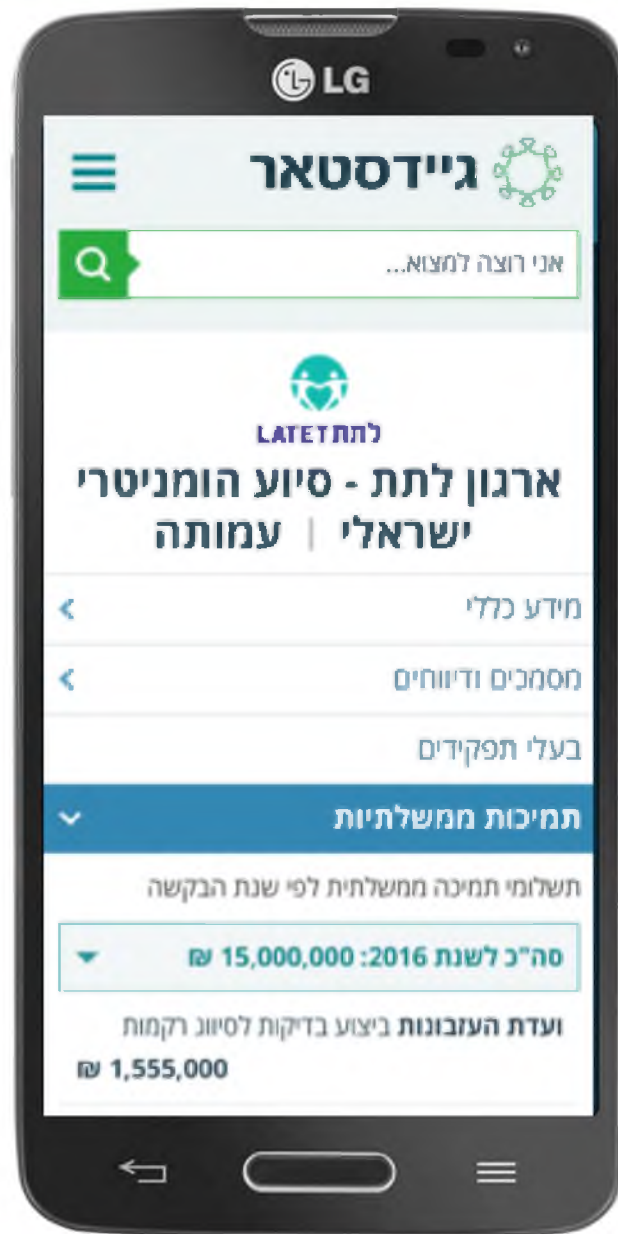 LG
גיידסטאר
אני רוצה למצוא...
LATET לתת
ארגון לתת - סיוע הומניטרי
ישראלי | עמותה
מידע כללי
מסמכים ודיווחים
בעלי תפקידים
תמיכות ממשלתיות
תשלומי תמיכה ממשלתית לפי שנת הבקשה
סה"כ לשנת 2016: 15,000,000 ₪
ועדת העזבונות ביצוע בדיקות לסיווג רקמות
1,555,000 ₪